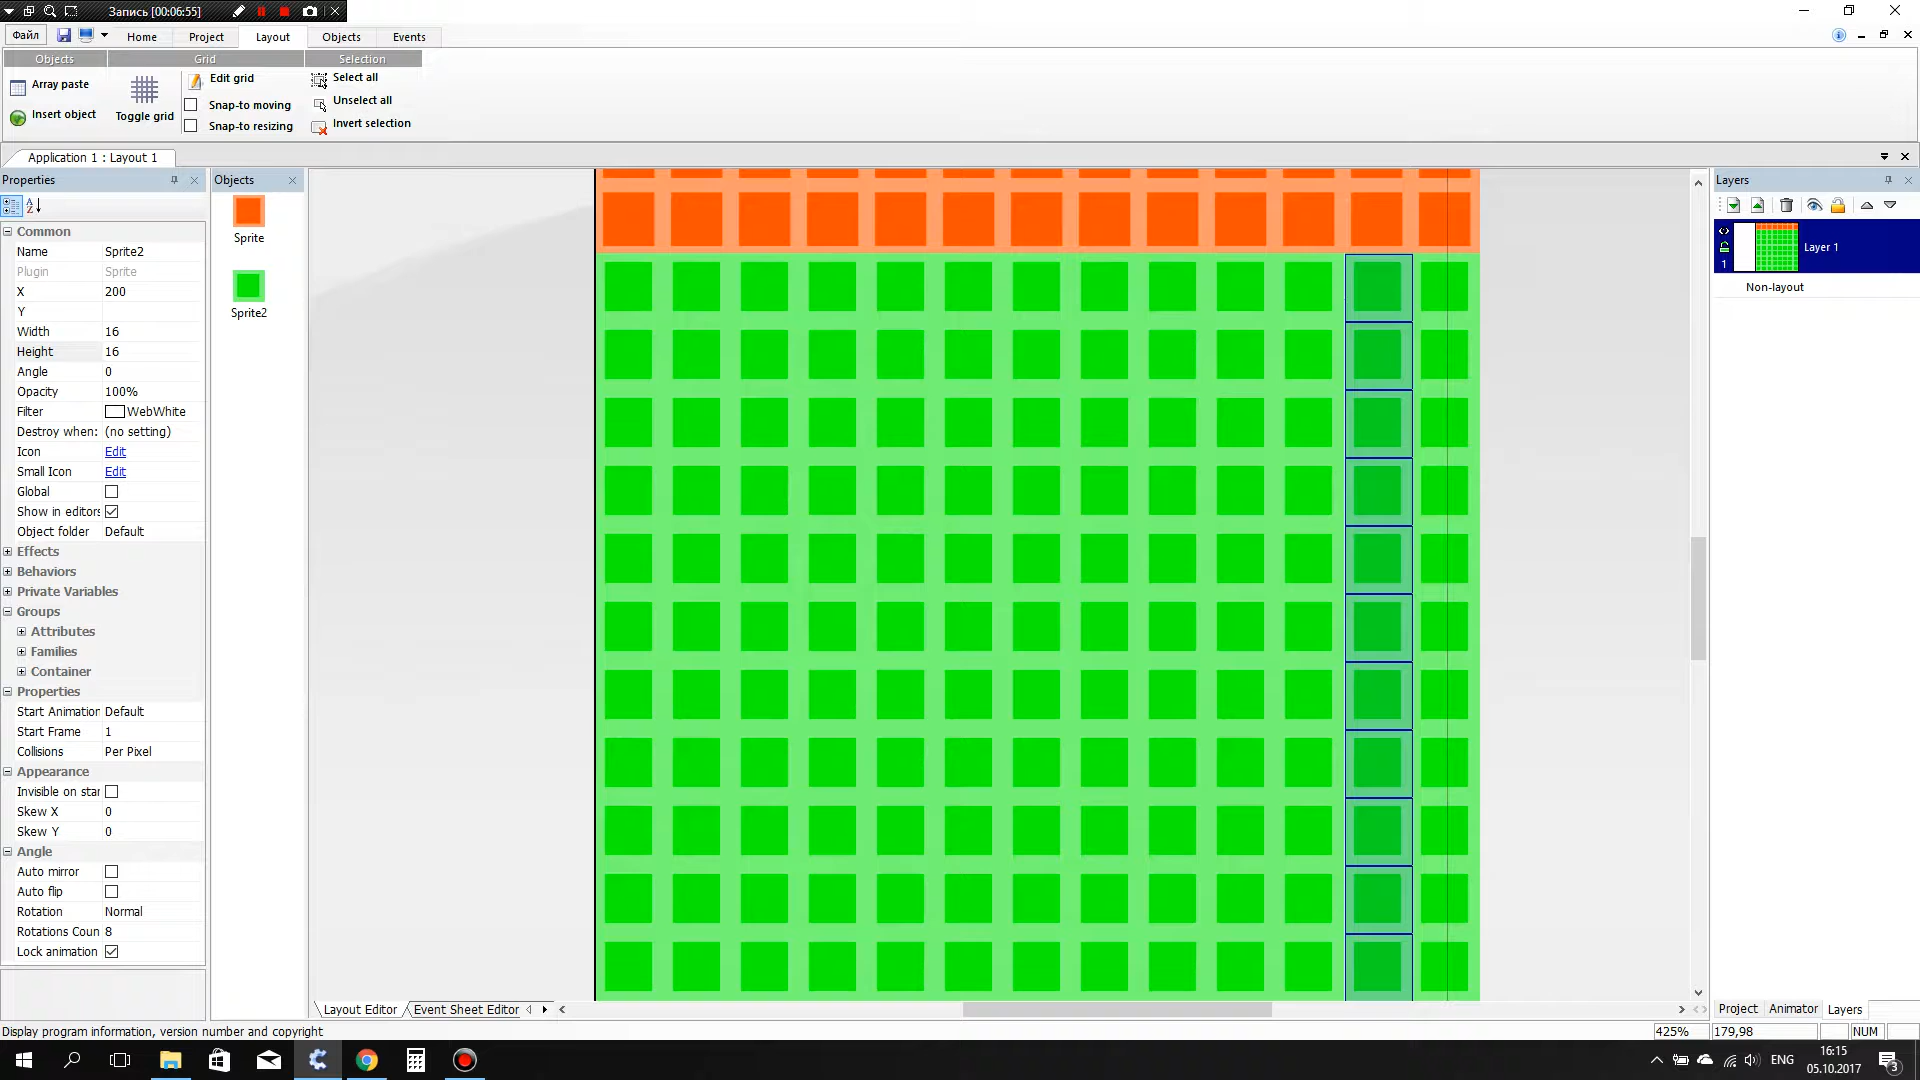 Запись [00:06:55]
Файл
Home
Project
Layout
Objects
Events
Objects
Grid
Selection
Array paste
Insert object
Toggle grid
Edit grid
Snap-to moving
Snap-to resizing
Select all
Unselect all
Invert selection
Application 1 : Layout 1
Properties
Objects
Layers
Common
Name Sprite2
Plugin Sprite
X 200
Y
Width 16
Height 16
Angle 0
Opacity 100%
Filter WebWhite
Destroy when: (no setting)
Icon Edit
Small Icon Edit
Global
Show in editors
Object folder Default
Effects
Behaviors
Private Variables
Groups
Attributes
Families
Container
Properties
Start Animation Default
Start Frame 1
Collisions Per Pixel
Appearance
Invisible on star
Skew X 0
Skew Y 0
Angle
Auto mirror
Auto flip
Rotation Normal
Rotations Coun 8
Lock animation
Sprite
Sprite2
1
Layer 1
Non-layout
Layout Editor
Event Sheet Editor
Project
Animator
Layers
Display program information, version number and copyright
425%
179,98
NUM
ENG
16:15
05.10.2017
3